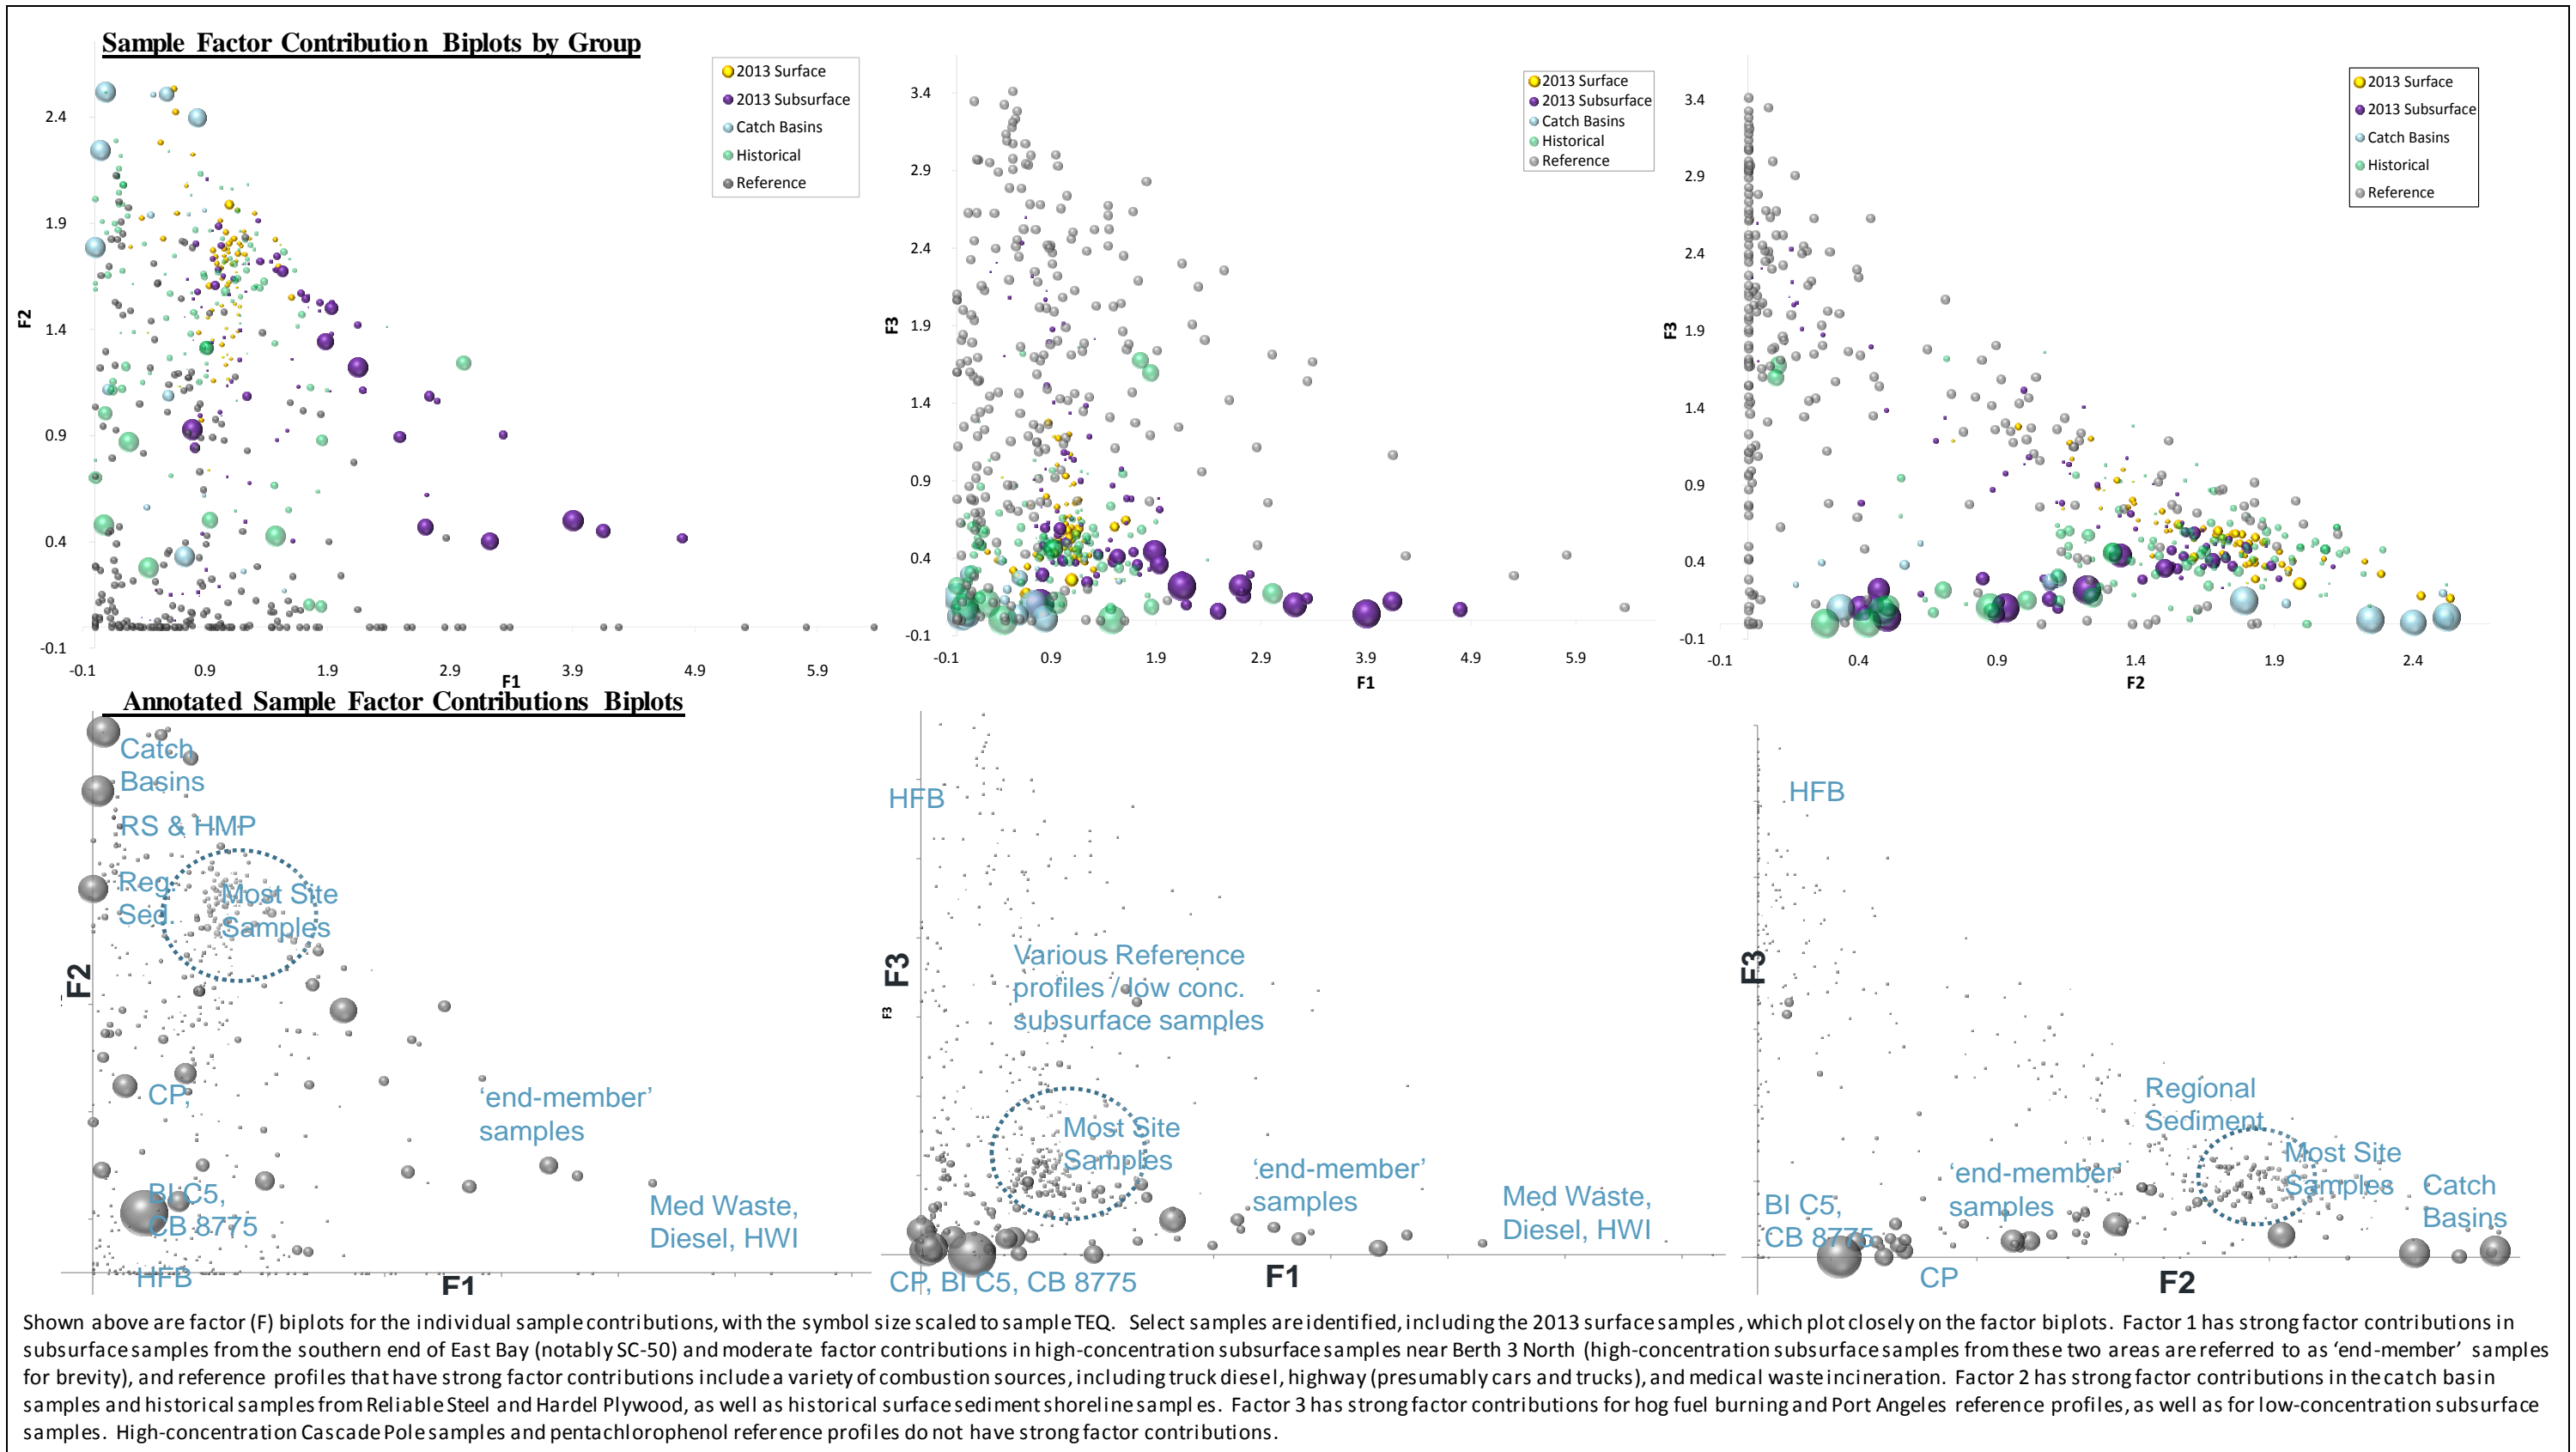 Sample Factor Contribution Biplots by Group
2013 Surface
2013 Subsurface
Catch Basins
Historical
Reference
F2
2.4
1.9
1.4
0.9
0.4
-0.1
-0.1
0.9
1.9
2.9
3.9
4.9
5.9
F1
2013 Surface
2013 Subsurface
Catch Basins
Historical
Reference
F3
3.4
2.9
2.4
1.9
1.4
0.9
0.4
-0.1
-0.1
0.9
1.9
2.9
3.9
4.9
5.9
F1
2013 Surface
2013 Subsurface
Catch Basins
Historical
Reference
F3
3.4
2.9
2.4
1.9
1.4
0.9
0.4
-0.1
-0.1
0.4
0.9
1.4
1.9
2.4
F2
Annotated Sample Factor Contributions Biplots
Catch
Basins
RS & HMP
Reg.
Sed.
Most Site
Samples
F2
CP,
'end-member'
samples
BI C5,
CB 8775
Med Waste,
Diesel, HWI
HFB
F1
HFB
Various Reference
profiles / low conc.
subsurface samples
F3
F3
Most Site
Samples
'end-member'
samples
Med Waste,
Diesel, HWI
CP, BI C5, CB 8775
F1
HFB
F3
Regional
Sediment
Most Site
Samples
'end-member'
samples
Catch
Basins
BI C5,
CB 8775
CP
F2
Shown above are factor (F) biplots for the individual sample contributions, with the symbol size scaled to sample TEQ. Select samples are identified, including the 2013 surface samples, which plot closely on the factor biplots. Factor 1 has strong factor contributions in
subsurface samples from the southern end of East Bay (notably SC-50) and moderate factor contributions in high-concentration subsurface samples near Berth 3 North (high-concentration subsurface samples from these two areas are referred to as 'end-member' samples
for brevity), and reference profiles that have strong factor contributions include a variety of combustion sources, including truck diesel, highway (presumably cars and trucks), and medical waste incineration. Factor 2 has strong factor contributions in the catch basin
samples and historical samples from Reliable Steel and Hardel Plywood, as well as historical surface sediment shoreline samples. Factor 3 has strong factor contributions for hog fuel burning and Port Angeles reference profiles, as well as for low-concentration subsurface
samples. High-concentration Cascade Pole samples and pentachlorophenol reference profiles do not have strong factor contributions.